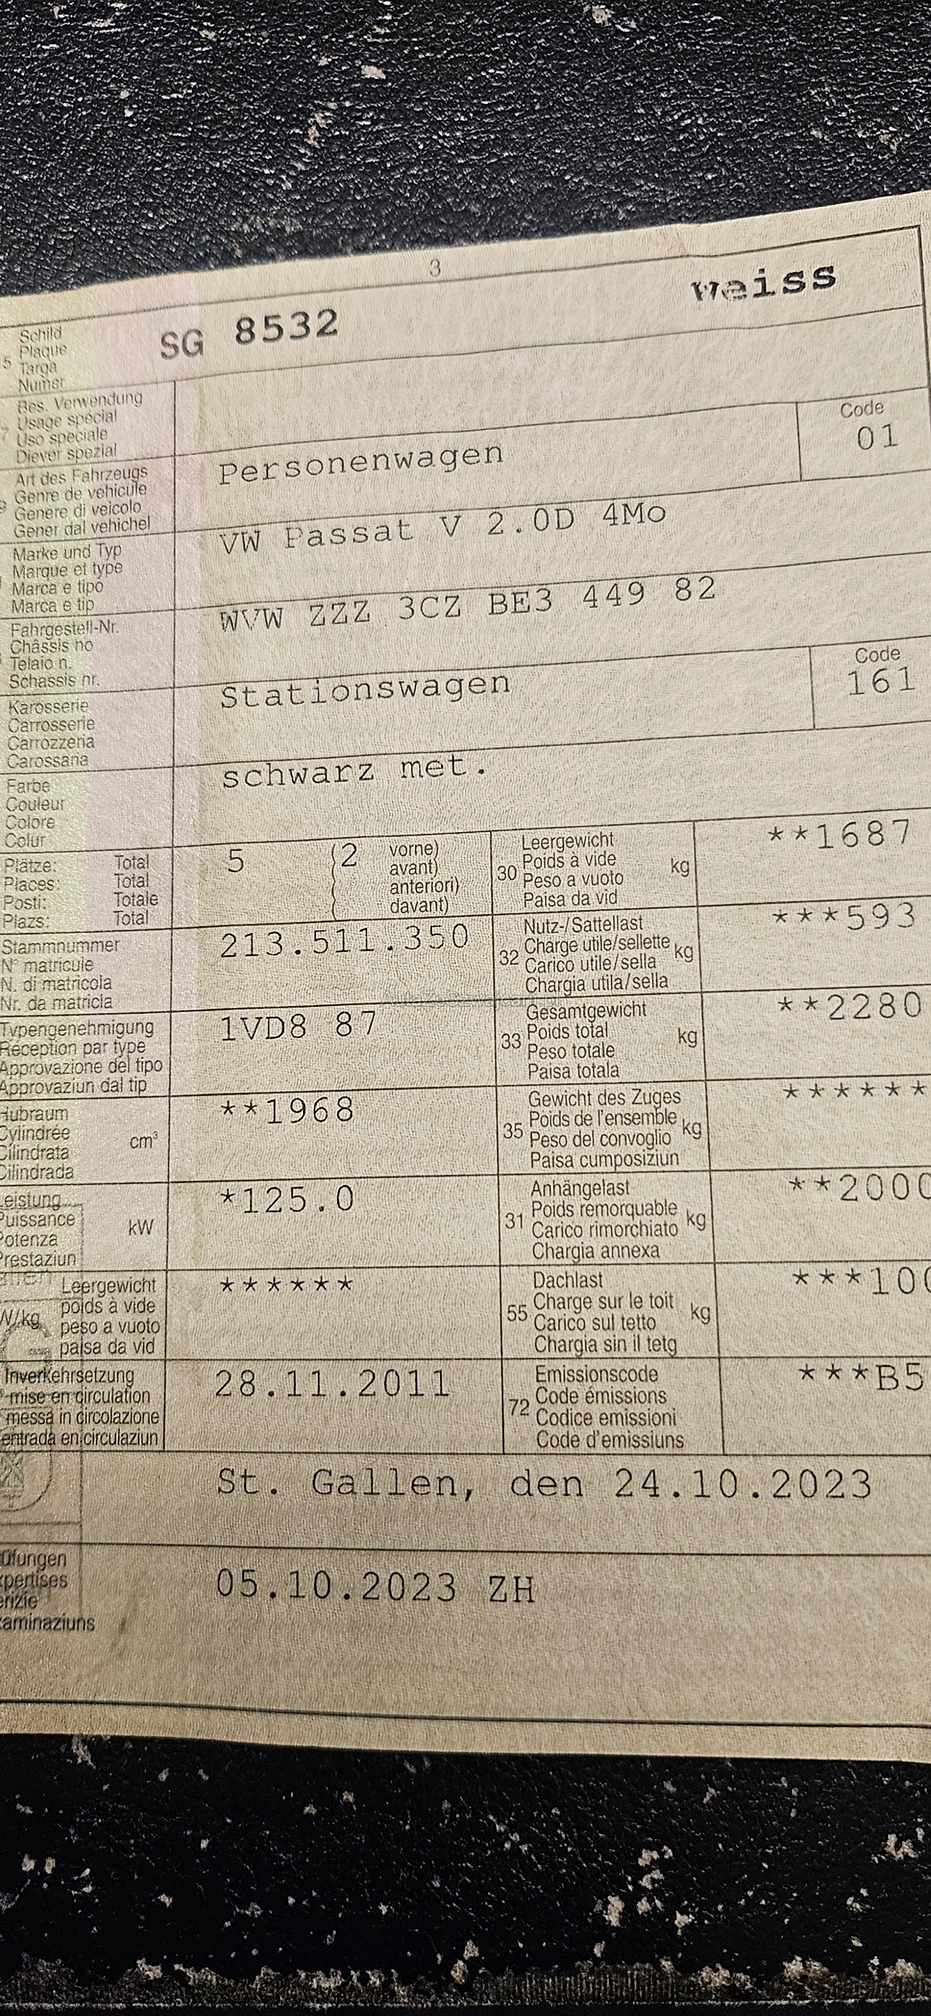 3
Schild
Plaque
Targa
Numer
5
SG 8532
weiss
Bes. Verwendung
Usage spécial
Uso speciale
Diever spezial
Art des Fahrzeugs
Genre de véhicule
Genere di veicolo
Gener dal vehichel
Personenwagen
Code
01
Marke und Typ
Marque et type
Marca e tipo
Marca e tip
VW Passat V 2.0D 4Mo
Fahrgestell-Nr.
Châssis no
Telaio n.
Schassis nr.
WVW ZZZ 3CZ BE3 449 82
Karosserie
Carrosserie
Carrozzeria
Carossaria
Stationswagen
Code
161
Farbe
Couleur
Colore
Colur
schwarz met.
Plätze: Total
Places: Total
Posti: Totale
Plazs: Total
5 (2 vorne)
avant)
anteriori)
( davant)
30
Leergewicht
Poids à vide
Peso a vuoto
Paisa da vid
kg
**1687
Stammnummer
N° matricule
N. di matricola
Nr. da matricla
213.511.350
32
Nutz-/Sattellast
Charge utile/sellette
Carico utile/sella
Chargia utila/sella
kg
***593
Typengenehmigung
Réception par type
Approvazione del tipo
Approvaziun dal tip
1VD8 87
33
Gesamtgewicht
Poids total
Peso totale
Paisa totala
kg
**2280
Hubraum
Cylindrée
Cilindrata
Cilindrada
cm³
**1968
35
Gewicht des Zuges
Poids de l'ensemble
Peso del convoglio
Paisa cumposiziun
kg
******
Leistung
Puissance
Potenza
Prestaziun
kW
*125.0
31
Anhängelast
Poids remorquable
Carico rimorchiato
Chargia annexa
kg
**2000
W/kg
Leergewicht
poids à vide
peso a vuoto
paisa da vid
******
55
Dachlast
Charge sur le toit
Carico sul tetto
Chargia sin il tetg
kg
***100
Inverkehrsetzung
mise en circulation
messa in circolazione
entrada en circulaziun
28.11.2011
72
Emissionscode
Code émissions
Codice emissioni
Code d'emissiuns
***B5
St. Gallen, den 24.10.2023
üfungen
xpertises
erizie
xaminaziuns
05.10.2023 ZH